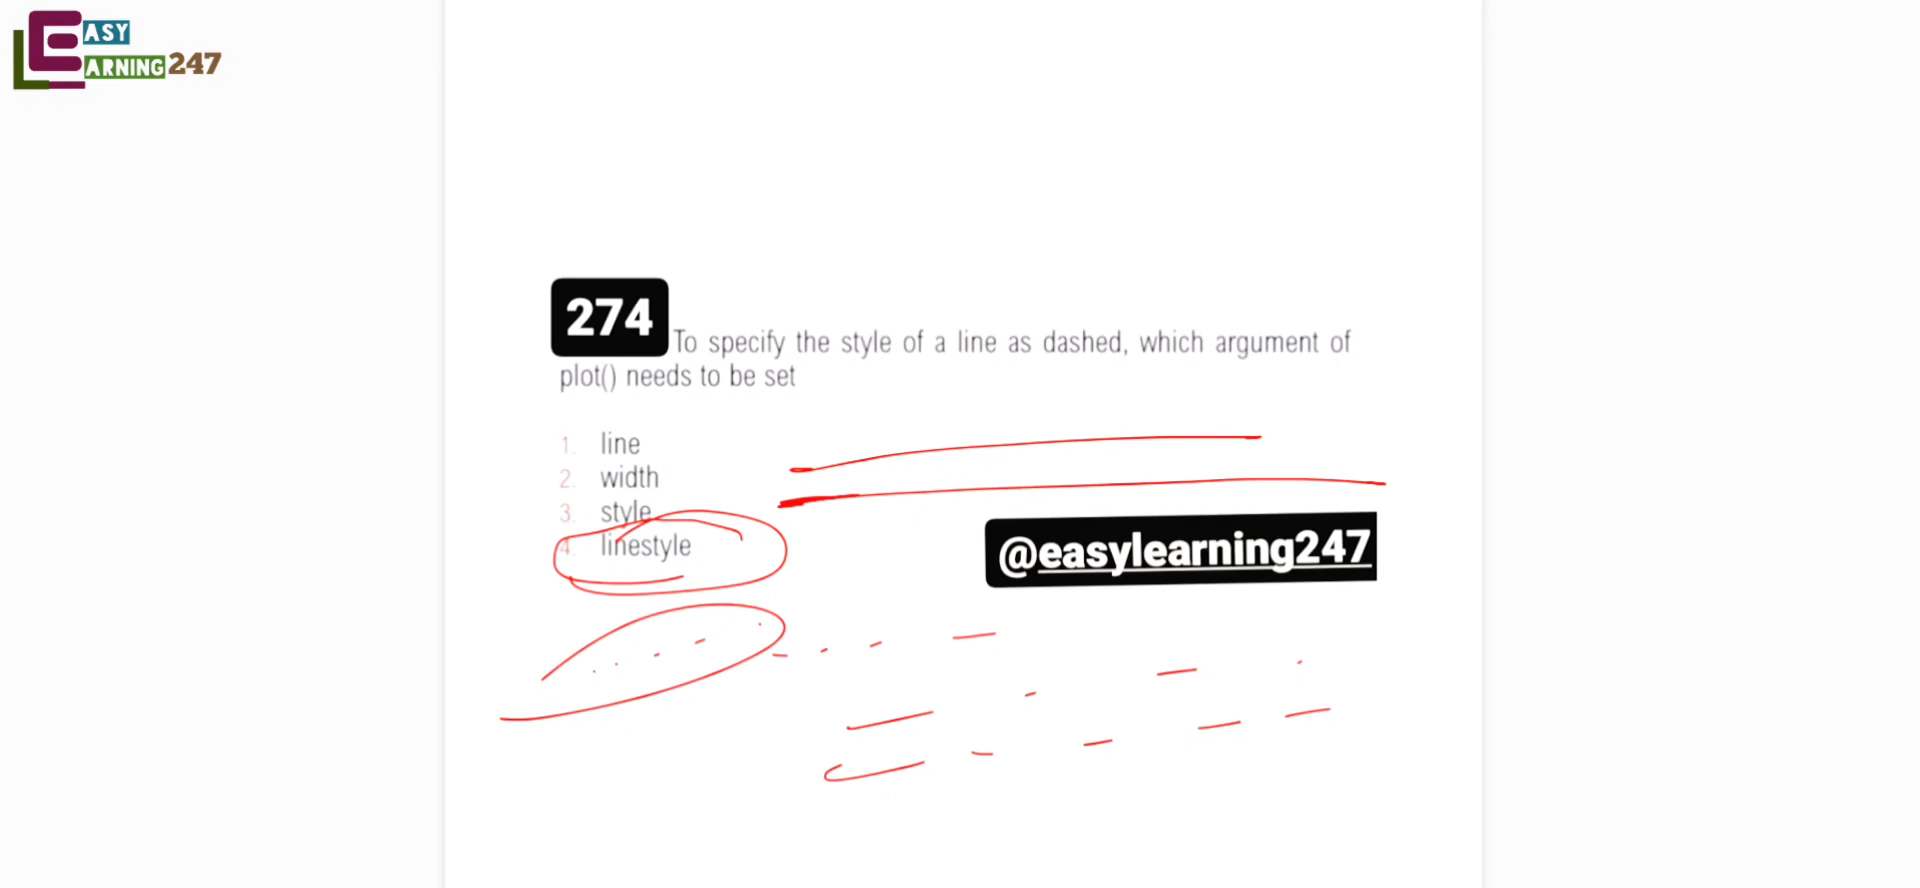 EASY
LEARNING247
274
To specify the style of a line as dashed, which argument of
plot() needs to be set
1. line
2. width
3. style
4. linestyle
@easylearning247